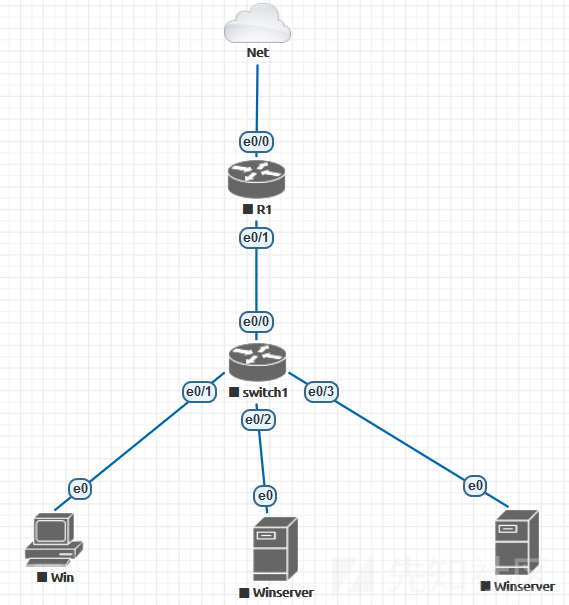 Net
e0/0
R1
e0/1
e0/0
switch1
e0/1
e0/3
e0/2
e0
e0
e0
Win
Winserver
Winserver
先知社区